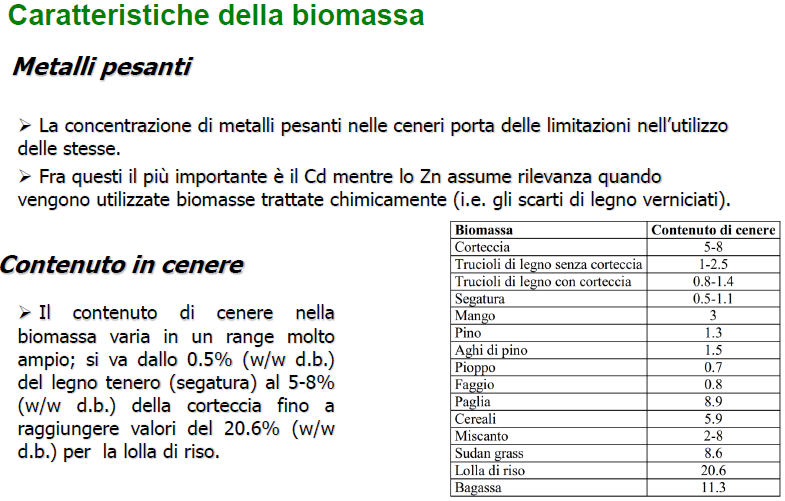 Caratteristiche della biomassa
Metalli pesanti
➢ La concentrazione di metalli pesanti nelle ceneri porta delle limitazioni nell'utilizzo
delle stesse.
➢ Fra questi il più importante è il Cd mentre lo Zn assume rilevanza quando
vengono utilizzate biomasse trattate chimicamente (i.e. gli scarti di legno verniciati).
Contenuto in cenere
➢ Il contenuto di cenere nella
biomassa varia in un range molto
ampio; si va dallo 0.5% (w/w d.b.)
del legno tenero (segatura) al 5-8%
(w/w d.b.) della corteccia fino a
raggiungere valori del 20.6% (w/w
d.b.) per la lolla di riso.
Biomassa Contenuto di cenere
Corteccia 5-8
Trucioli di legno senza corteccia 1-2.5
Trucioli di legno con corteccia 0.8-1.4
Segatura 0.5-1.1
Mango 3
Pino 1.3
Aghi di pino 1.5
Pioppo 0.7
Faggio 0.8
Paglia 8.9
Cereali 5.9
Miscanto 2-8
Sudan grass 8.6
Lolla di riso 20.6
Bagassa 11.3